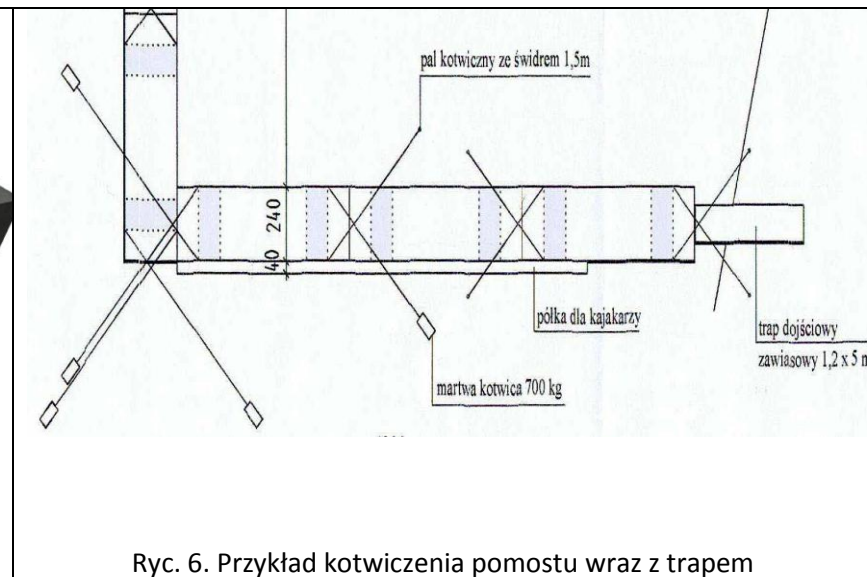 pal kotwiczny ze świdrem 1,5m
240
40
półka dla kajakarzy
trap dojściowy
zawiasowy 1,2 x 5 m
martwa kotwica 700 kg
Ryc. 6. Przykład kotwiczenia pomostu wraz z trapem